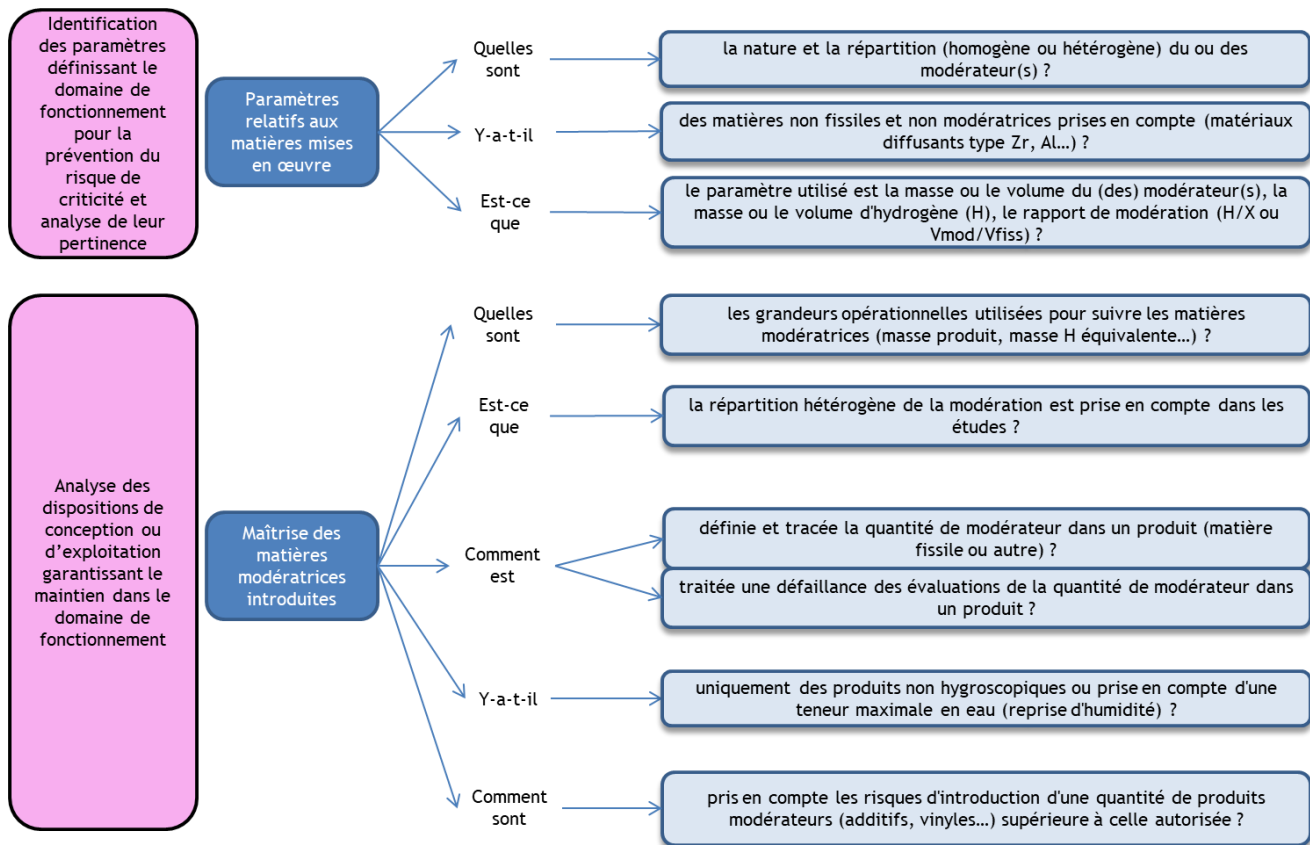 Identification
des paramètres
définissant le
domaine de
fonctionnement
pour la
prévention du
risque de
criticité et
analyse de leur
pertinence
Paramètres
relatifs aux
matières mises
en œuvre
Quelles
sont
la nature et la répartition (homogène ou hétérogène) du ou des
modérateur(s) ?
Y-a-t-il
des matières non fissiles et non modératrices prises en compte (matériaux
diffusants type Zr, Al…) ?
Est-ce
que
le paramètre utilisé est la masse ou le volume du (des) modérateur(s), la
masse ou le volume d'hydrogène (H), le rapport de modération (H/X ou
Vmod/Vfiss) ?
Analyse des
dispositions de
conception ou
d’exploitation
garantissant le
maintien dans le
domaine de
fonctionnement
Maîtrise des
matières
modératrices
introduites
Quelles
sont
les grandeurs opérationnelles utilisées pour suivre les matières
modératrices (masse produit, masse H équivalente…) ?
Est-ce
que
la répartition hétérogène de la modération est prise en compte dans les
études ?
Comment
est
définie et tracée la quantité de modérateur dans un produit (matière
fissile ou autre) ?
traitée une défaillance des évaluations de la quantité de modérateur dans
un produit ?
Y-a-t-il
uniquement des produits non hygroscopiques ou prise en compte d'une
teneur maximale en eau (reprise d'humidité) ?
Comment
sont
pris en compte les risques d'introduction d'une quantité de produits
modérateurs (additifs, vinyles…) supérieure à celle autorisée ?